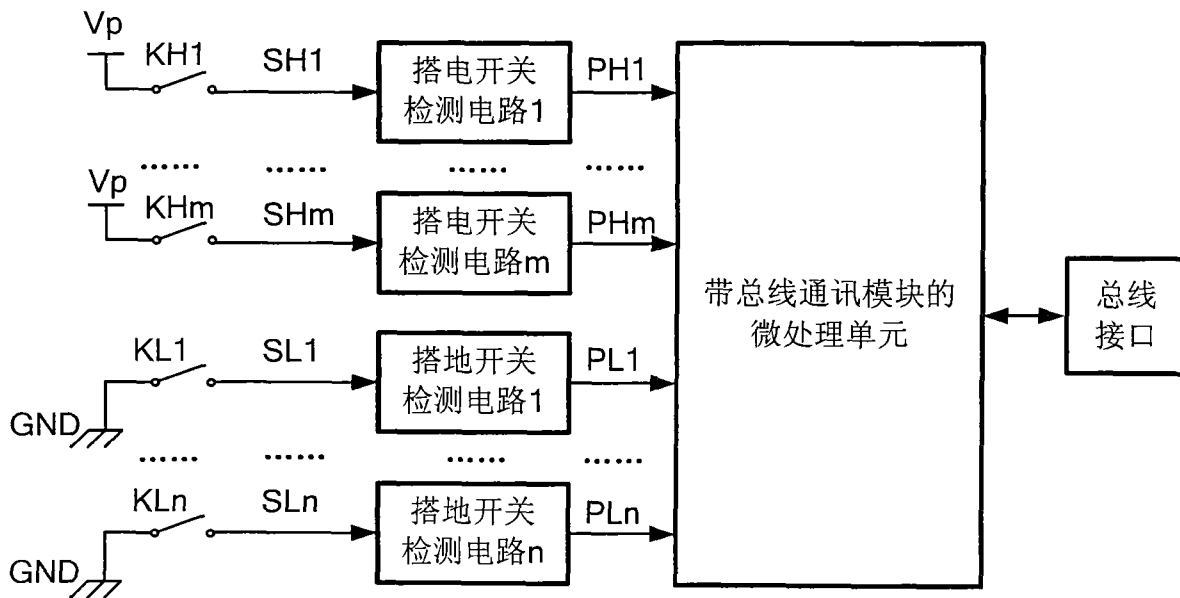 Vp
KH1
SH1
搭电开关
检测电路1
PH1
……
……
……
……
Vp
KHm
SHm
搭电开关
检测电路m
PHm
带总线通讯模块的
微处理单元
总线
接口
KL1
SL1
搭地开关
检测电路1
PL1
GND
……
……
……
……
KLn
SLn
搭地开关
检测电路n
PLn
GND